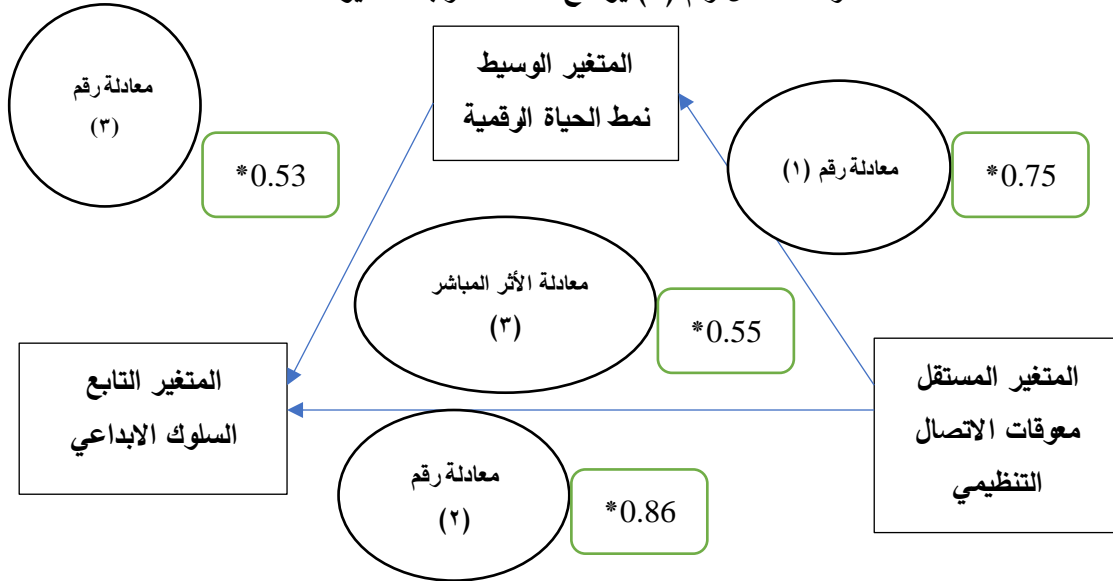 المتغير الوسيط
نمط الحياة الرقمية
معادلة رقم
(٣)
*0.53
معادلة رقم (١)
*0.75
معادلة الأثر المباشر
(٣)
*0.55
المتغير المستقل
معوقات الاتصال
التنظيمي
المتغير التابع
السلوك الابداعي
معادلة رقم
(٢)
*0.86